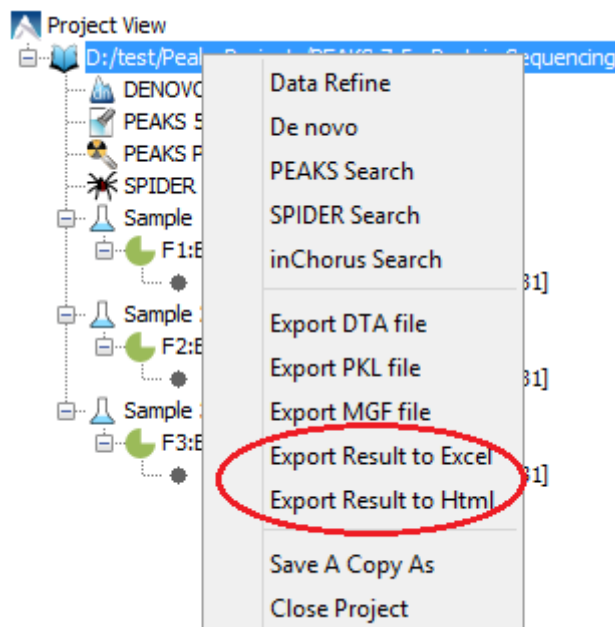 Project View
D:/test/Peal Sequencing
DENOVO
PEAKS 5
PEAKS P
SPIDER
Sample
F1:E
31]
Sample
F2:E
31]
Sample
F3:E
31]
Data Refine
De novo
PEAKS Search
SPIDER Search
inChorus Search
Export DTA file
Export PKL file
Export MGF file
Export Result to Excel
Export Result to Html
Save A Copy As
Close Project